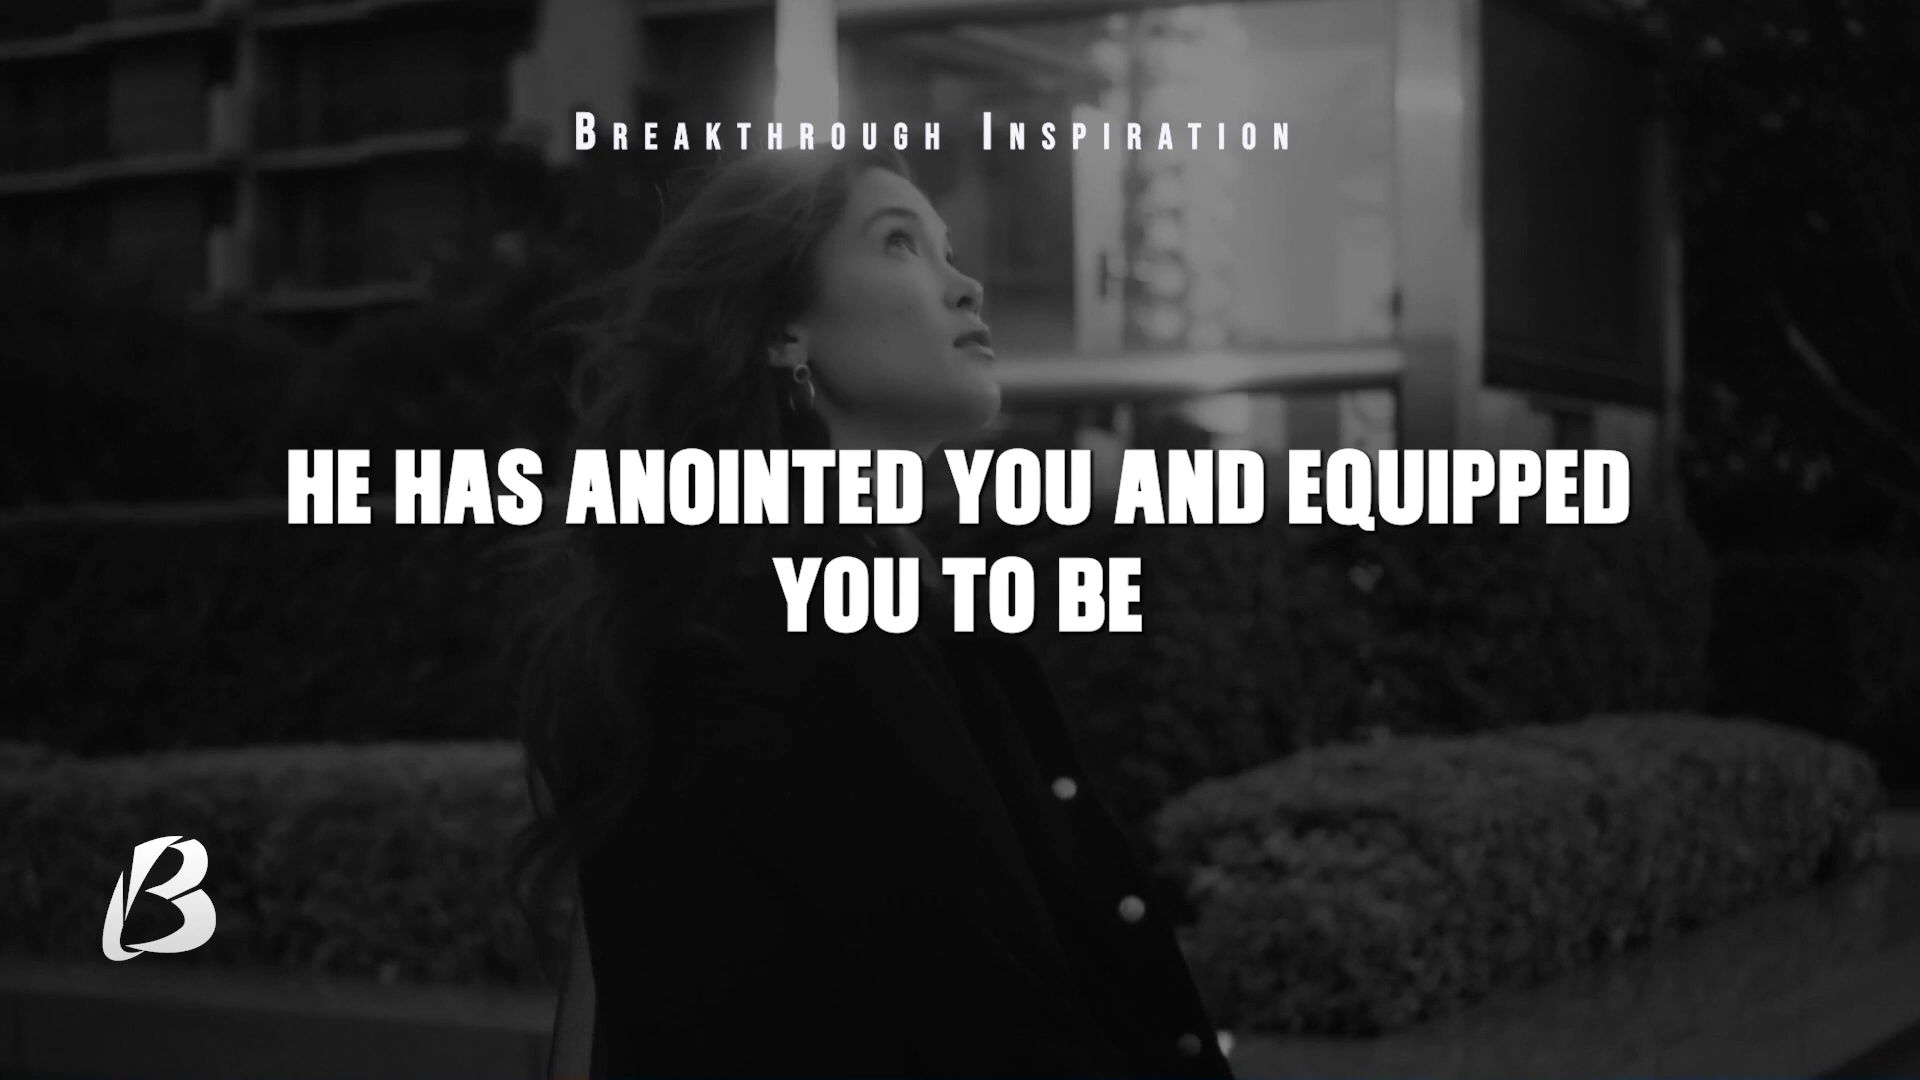 Breakthrough Inspiration
HE HAS ANOINTED YOU AND EQUIPPED
YOU TO BE
B